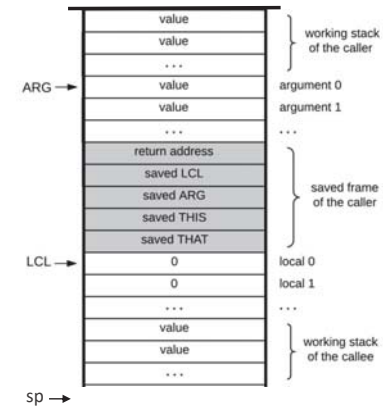 value
value
...
working stack
of the caller
ARG
value
argument 0
value
argument 1
...
...
return address
saved LCL
saved ARG
saved THIS
saved THAT
saved frame
of the caller
LCL
0
local 0
0
local 1
...
...
value
value
...
working stack
of the callee
sp